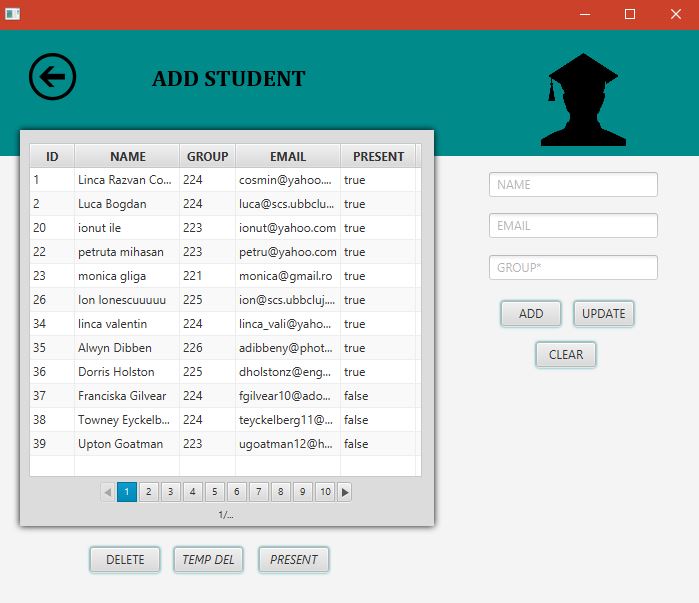 ADD STUDENT
ID NAME GROUP EMAIL PRESENT
1 Linca Razvan Co... 224 cosmin@yahoo.... true
2 Luca Bogdan 224 luca@scs.ubbclu... true
20 ionut ile 223 ionut@yahoo.com true
22 petruta mihasan 223 petru@yahoo.com true
23 monica gliga 221 monica@gmail.ro true
26 Ion Ionescuuuuu 225 ion@scs.ubbcluj.... true
34 linca valentin 224 linca_vali@yaho... true
35 Alwyn Dibben 226 adibbeny@phot... true
36 Dorris Holston 225 dholstonz@eng... true
37 Franciska Gilvear 224 fgilvear10@ado... false
38 Towney Eyckelb... 224 teyckelberg11@... false
39 Upton Goatman 223 ugoatman12@h... false
1 2 3 4 5 6 7 8 9 10
1/...
DELETE TEMP DEL PRESENT
NAME
EMAIL
GROUP*
ADD UPDATE
CLEAR